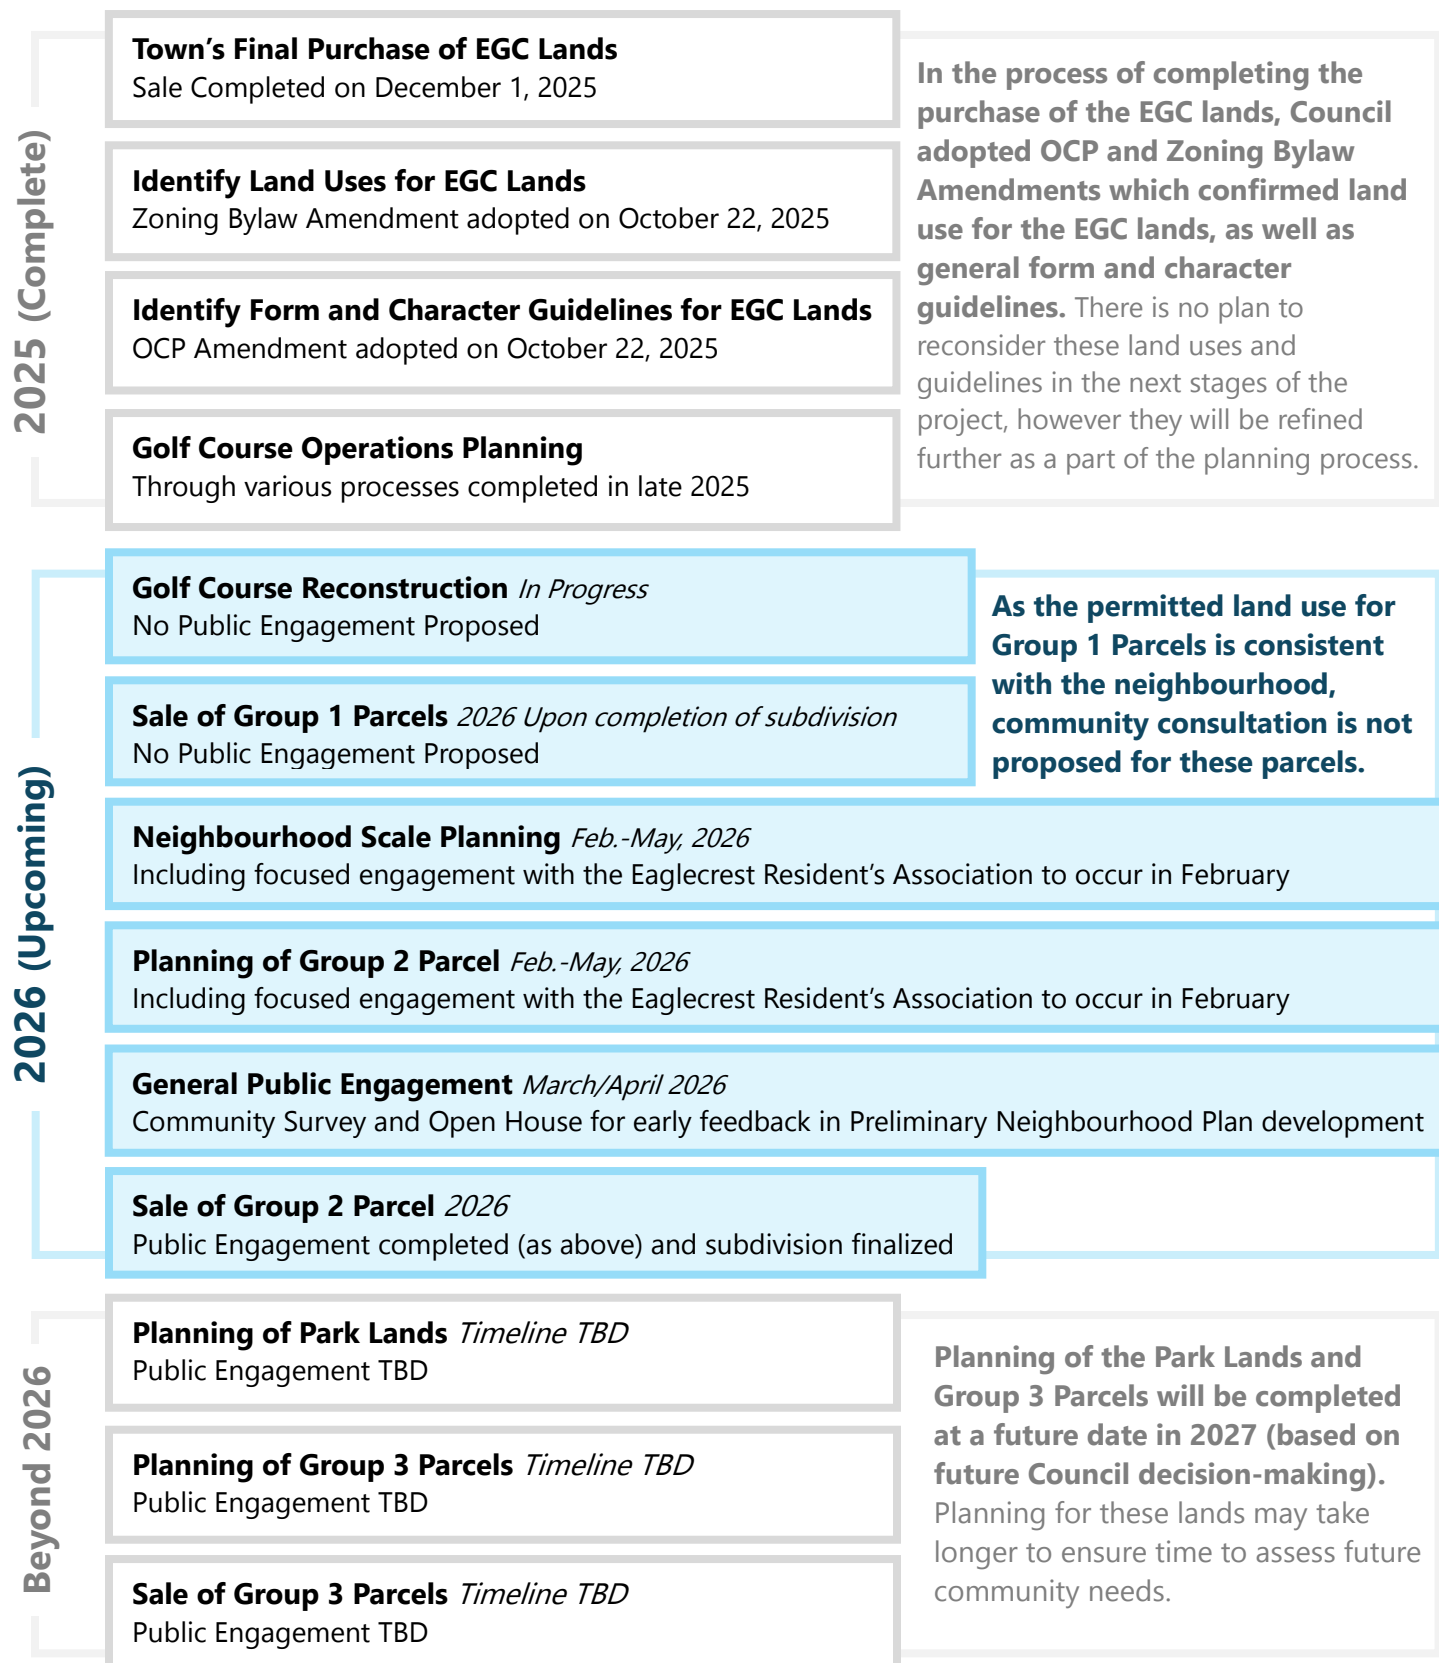 2025 (Complete)
Town’s Final Purchase of EGC Lands
Sale Completed on December 1, 2025
Identify Land Uses for EGC Lands
Zoning Bylaw Amendment adopted on October 22, 2025
Identify Form and Character Guidelines for EGC Lands
OCP Amendment adopted on October 22, 2025
Golf Course Operations Planning
Through various processes completed in late 2025
In the process of completing the
purchase of the EGC lands, Council
adopted OCP and Zoning Bylaw
Amendments which confirmed land
use for the EGC lands, as well as
general form and character
guidelines. There is no plan to
reconsider these land uses and
guidelines in the next stages of the
project, however they will be refined
further as a part of the planning process.
2026 (Upcoming)
Golf Course Reconstruction In Progress
No Public Engagement Proposed
Sale of Group 1 Parcels 2026 Upon completion of subdivision
No Public Engagement Proposed
As the permitted land use for
Group 1 Parcels is consistent
with the neighbourhood,
community consultation is not
proposed for these parcels.
Neighbourhood Scale Planning Feb.-May, 2026
Including focused engagement with the Eaglecrest Resident’s Association to occur in February
Planning of Group 2 Parcel Feb.-May, 2026
Including focused engagement with the Eaglecrest Resident’s Association to occur in February
General Public Engagement March/April 2026
Community Survey and Open House for early feedback in Preliminary Neighbourhood Plan development
Sale of Group 2 Parcel 2026
Public Engagement completed (as above) and subdivision finalized
Beyond 2026
Planning of Park Lands Timeline TBD
Public Engagement TBD
Planning of Group 3 Parcels Timeline TBD
Public Engagement TBD
Sale of Group 3 Parcels Timeline TBD
Public Engagement TBD
Planning of the Park Lands and
Group 3 Parcels will be completed
at a future date in 2027 (based on
future Council decision-making).
Planning for these lands may take
longer to ensure time to assess future
community needs.